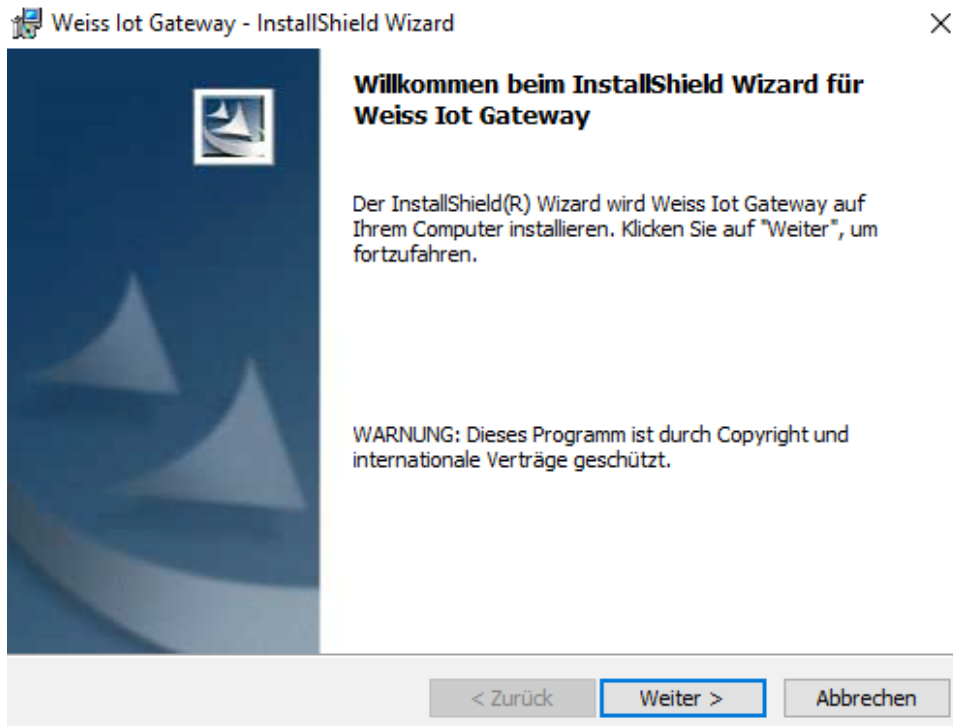 Weiss Iot Gateway - InstallShield Wizard
Willkommen beim InstallShield Wizard für
Weiss Iot Gateway
Der InstallShield(R) Wizard wird Weiss Iot Gateway auf
Ihrem Computer installieren. Klicken Sie auf "Weiter", um
fortzufahren.
WARNUNG: Dieses Programm ist durch Copyright und
internationale Verträge geschützt.
< Zurück
Weiter >
Abbrechen